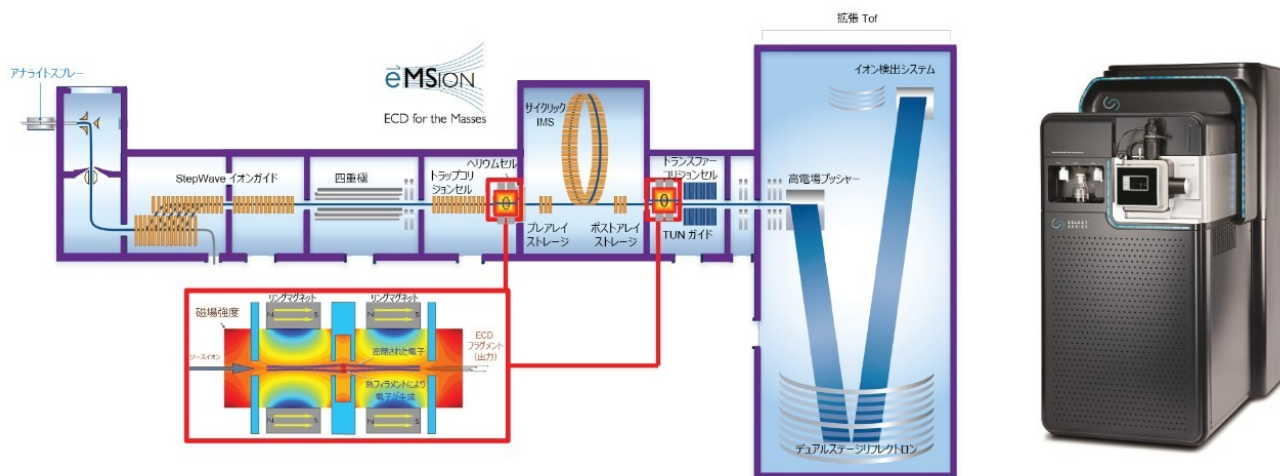 拡張 Tof
アナライトスプレー
eMSION
ECD for the Masses
イオン検出システム
サイクリック
IMS
StepWave イオンガイド
四重極
ヘリウムセル
トラップコリ
ジョンセル
トランスファー
コリジョンセル
高電場プッシャー
プレアレイ
ストレージ
ポストアレイ
ストレージ
TUN ガイド
リングマグネット
リングマグネット
N S
N S
磁場強度
ECD
フラグメント
(出力)
ソースイオン
密閉された電子
熱フィラメントにより
電子が生成
N S
N S
デュアルステージリフレクトロン
SELECT
SERIES